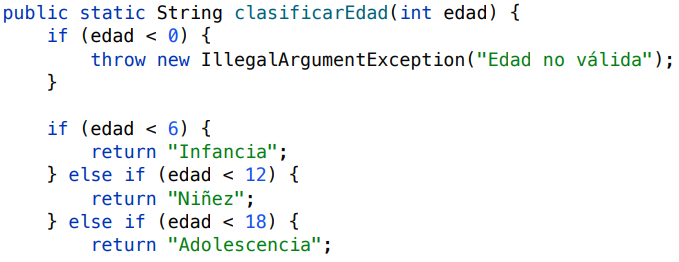 public static String clasificarEdad(int edad) {
    if (edad < 0) {
        throw new IllegalArgumentException("Edad no válida");
    }

    if (edad < 6) {
        return "Infancia";
    } else if (edad < 12) {
        return "Niñez";
    } else if (edad < 18) {
        return "Adolescencia";